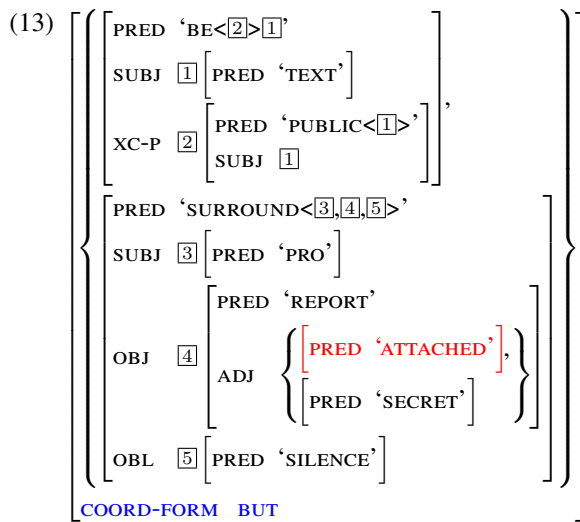 (13)
PRED ‘BE<2>1’
SUBJ 1 [PRED ‘TEXT’]
XC-P 2 [PRED ‘PUBLIC<1>’
SUBJ 1],
PRED ‘SURROUND<3,4,5>’
SUBJ 3 [PRED ‘PRO’]
OBJ 4 [PRED ‘REPORT’
ADJ {[PRED ‘ATTACHED’],
[PRED ‘SECRET’]}]
OBL 5 [PRED ‘SILENCE’]
COORD-FORM BUT